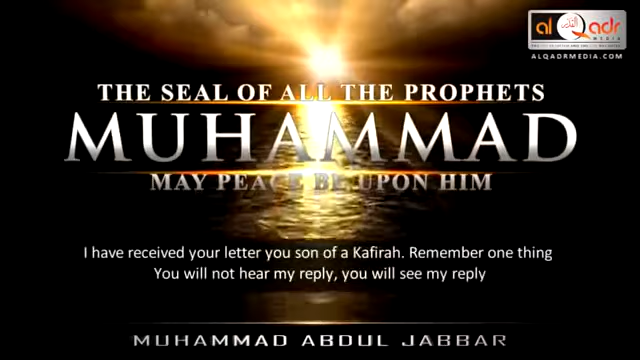 al Qadr
MEDIA
ALQADRMEDIA.COM
THE SEAL OF ALL THE PROPHETS
MUHAMMAD
MAY PEACE BE UPON HIM
I have received your letter you son of a Kafirah. Remember one thing
You will not hear my reply, you will see my reply
MUHAMMAD ABDUL JABBAR